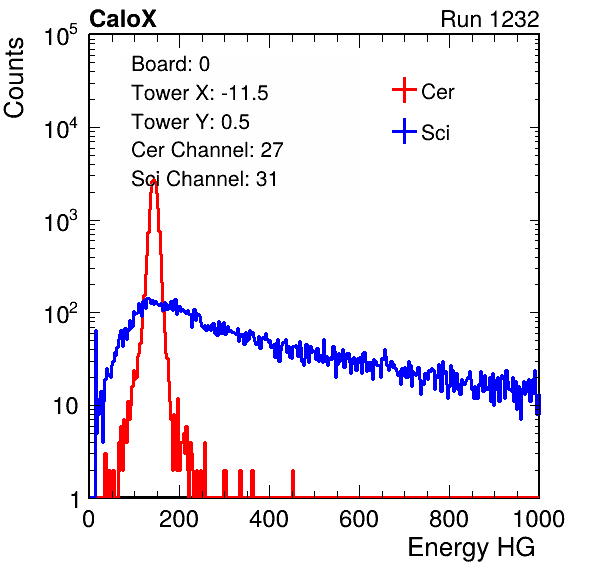 CaloX Run 1232
Counts
10^5
10^4
10^3
10^2
10
1
Board: 0
Tower X: -11.5
Tower Y: 0.5
Cer Channel: 27
Sci Channel: 31
Cer
Sci
0 200 400 600 800 1000
Energy HG